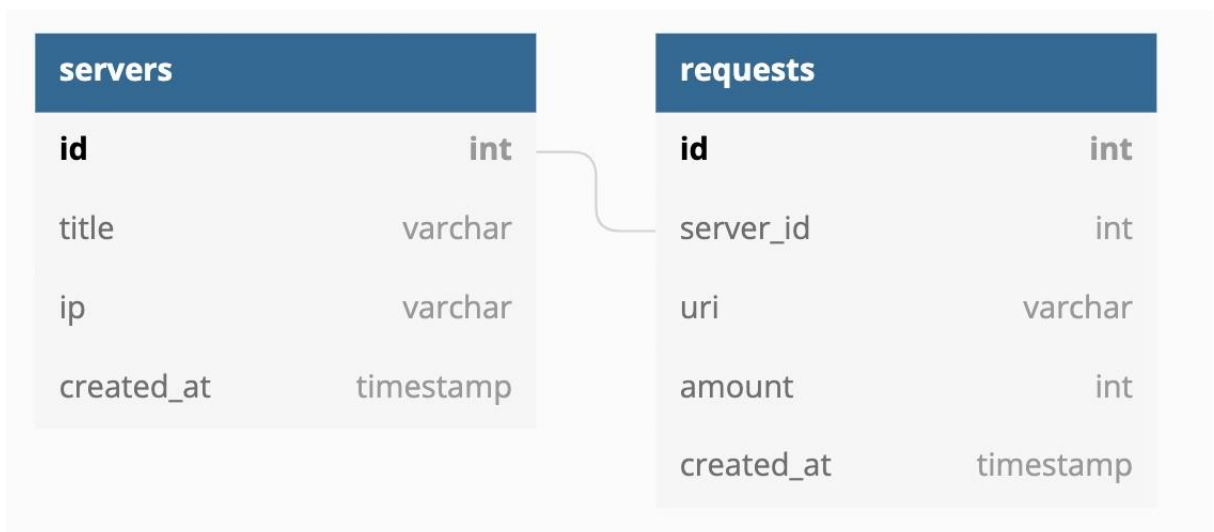 servers
id int
title varchar
ip varchar
created_at timestamp
requests
id int
server_id int
uri varchar
amount int
created_at timestamp